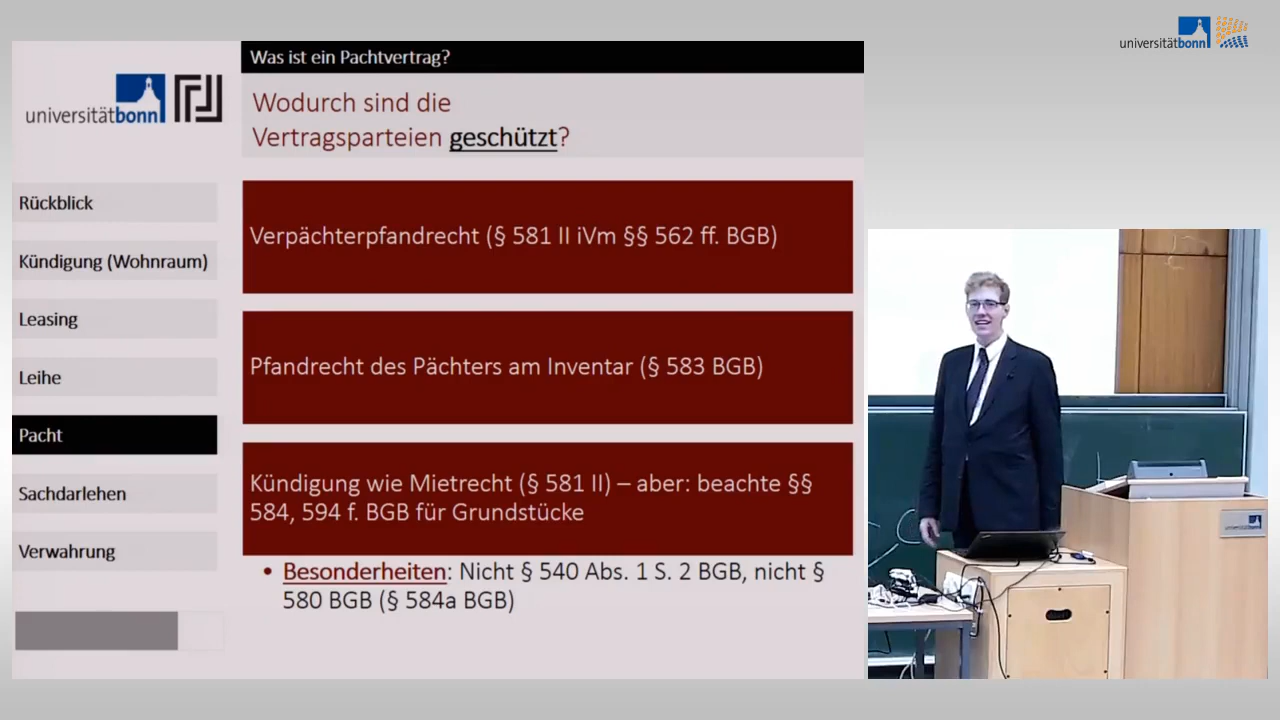 universitätbonn
Was ist ein Pachtvertrag?
universitätbonn
Wodurch sind die
Vertragsparteien geschützt?
Rückblick
Kündigung (Wohnraum)
Leasing
Leihe
Pacht
Sachdarlehen
Verwahrung
Verpächterpfandrecht (§ 581 II iVm §§ 562 ff. BGB)
Pfandrecht des Pächters am Inventar (§ 583 BGB)
Kündigung wie Mietrecht (§ 581 II) – aber: beachte §§
584, 594 f. BGB für Grundstücke
• Besonderheiten: Nicht § 540 Abs. 1 S. 2 BGB, nicht §
580 BGB (§ 584a BGB)